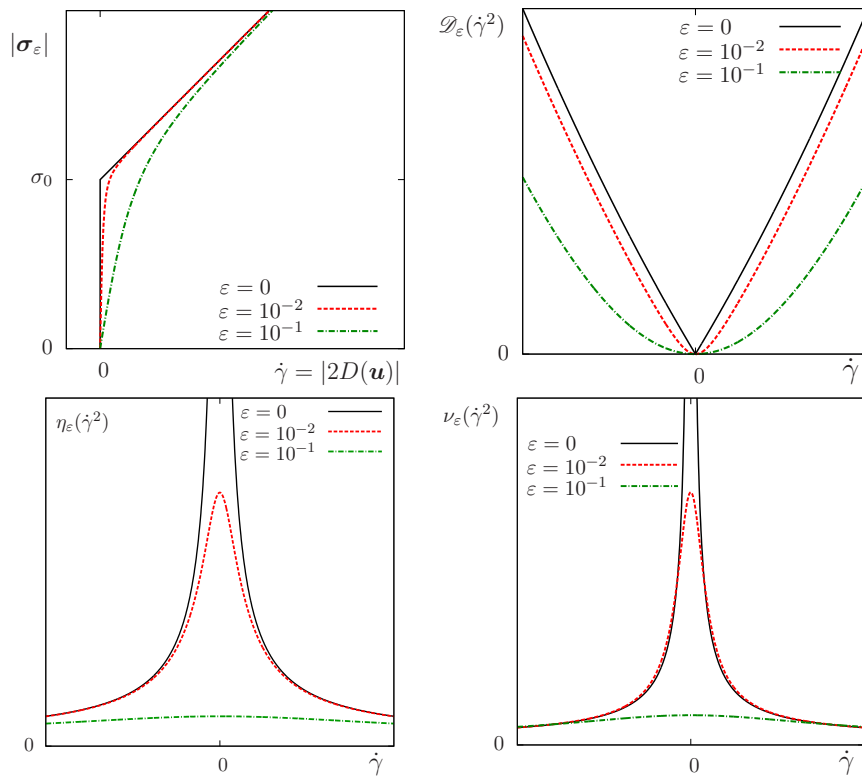 |𝝈_ε|
σ₀
0
ε = 0
ε = 10⁻²
ε = 10⁻¹
0
γ̇ = |2D(𝒖)|
𝒟_ε(γ̇²)
ε = 0
ε = 10⁻²
ε = 10⁻¹
0
0
γ̇
η_ε(γ̇²)
ε = 0
ε = 10⁻²
ε = 10⁻¹
0
0
γ̇
ν_ε(γ̇²)
ε = 0
ε = 10⁻²
ε = 10⁻¹
0
0
γ̇